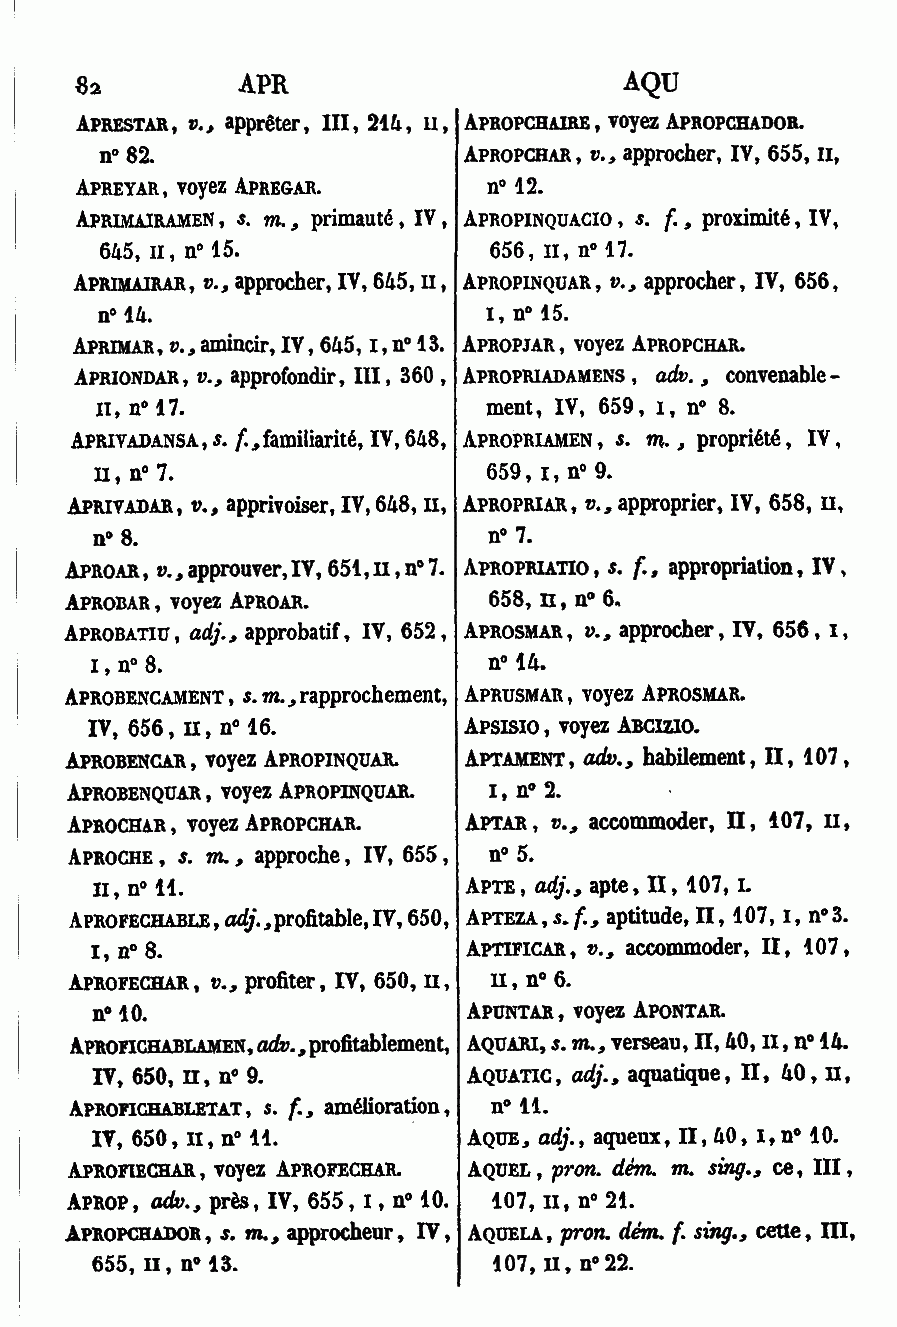 82 APR AQU
APRESTAR, v., apprêter, III, 214, II,
n° 82.
APREYAR, voyez APREGAR.
APRIMAIRAMEN, s. m., primauté, IV,
645, II, n° 15.
APRIMAIRAR, v., approcher, IV, 645, II,
n° 14.
APRIMAR, v., amincir, IV, 645, I, n° 13.
APRIONDAR, v., approfondir, III, 360,
II, n° 17.
APRIVADANSA, s. f., familiarité, IV, 648,
II, n° 7.
APRIVADAR, v., apprivoiser, IV, 648, II,
n° 8.
APROAR, v., approuver, IV, 651, II, n° 7.
APROBAR, voyez APROAR.
APROBATIU, adj., approbatif, IV, 652,
I, n° 8.
APROBENCAMENT, s. m., rapprochement,
IV, 656, II, n° 16.
APROBENCAR, voyez APROPINQUAR.
APROBENQUAR, voyez APROPINQUAR.
APROCHAR, voyez APROPCHAR.
APROCHE, s. m., approche, IV, 655,
II, n° 11.
APROFECHABLE, adj., profitable, IV, 650,
I, n° 8.
APROFECHAR, v., profiter, IV, 650, II,
n° 10.
APROFICHABLAMEN, adv., profitablement,
IV, 650, II, n° 9.
APROFICHABLETAT, s. f., amélioration,
IV, 650, II, n° 11.
APROFIECHAR, voyez APROFECHAR.
APROP, adv., près, IV, 655, I, n° 10.
APROPCHADOR, s. m., approcheur, IV,
655, II, n° 13.
APROPCHAIRE, voyez APROPCHADOR.
APROPCHAR, v., approcher, IV, 655, II,
n° 12.
APROPINQUACIO, s. f., proximité, IV,
656, II, n° 17.
APROPINQUAR, v., approcher, IV, 656,
I, n° 15.
APROPJAR, voyez APROPCHAR.
APROPRIADAMENS, adv., convenable-
ment, IV, 659, I, n° 8.
APROPRIAMEN, s. m., propriété, IV,
659, I, n° 9.
APROPRIAR, v., approprier, IV, 658, II,
n° 7.
APROPRIATIO, s. f., appropriation, IV,
658, II, n° 6.
APROSMAR, v., approcher, IV, 656, I,
n° 14.
APRUSMAR, voyez APROSMAR.
APSISIO, voyez ABCIZIO.
APTAMENT, adv., habilement, II, 107,
I, n° 2.
APTAR, v., accommoder, II, 107, II,
n° 5.
APTE, adj., apte, II, 107, I.
APTEZA, s. f., aptitude, II, 107, I, n° 3.
APTIFICAR, v., accommoder, II, 107,
II, n° 6.
APUNTAR, voyez APONTAR.
AQUARI, s. m., verseau, II, 40, II, n° 14.
AQUATIC, adj., aquatique, II, 40, II,
n° 11.
AQUE, adj., aqueux, II, 40, I, n° 10.
AQUEL, pron. dém. m. sing., ce, III,
107, II, n° 21.
AQUELA, pron. dém. f. sing., cette, III,
107, II, n° 22.